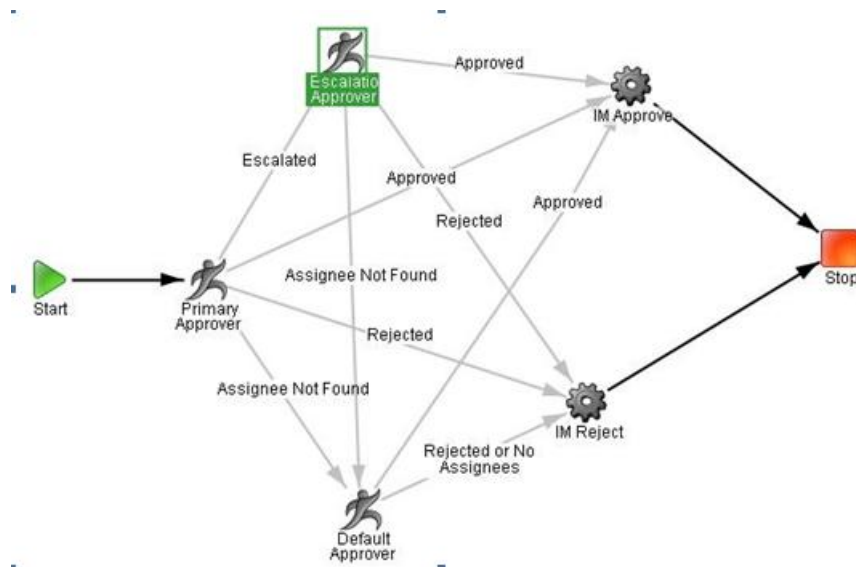 Approved
Escalatio
Approver
IM Approve
Escalated
Approved
Approved
Rejected
Assignee Not Found
Start
Primary
Approver
Stop
Rejected
Assignee Not Found
IM Reject
Rejected or No
Assignees
Default
Approver